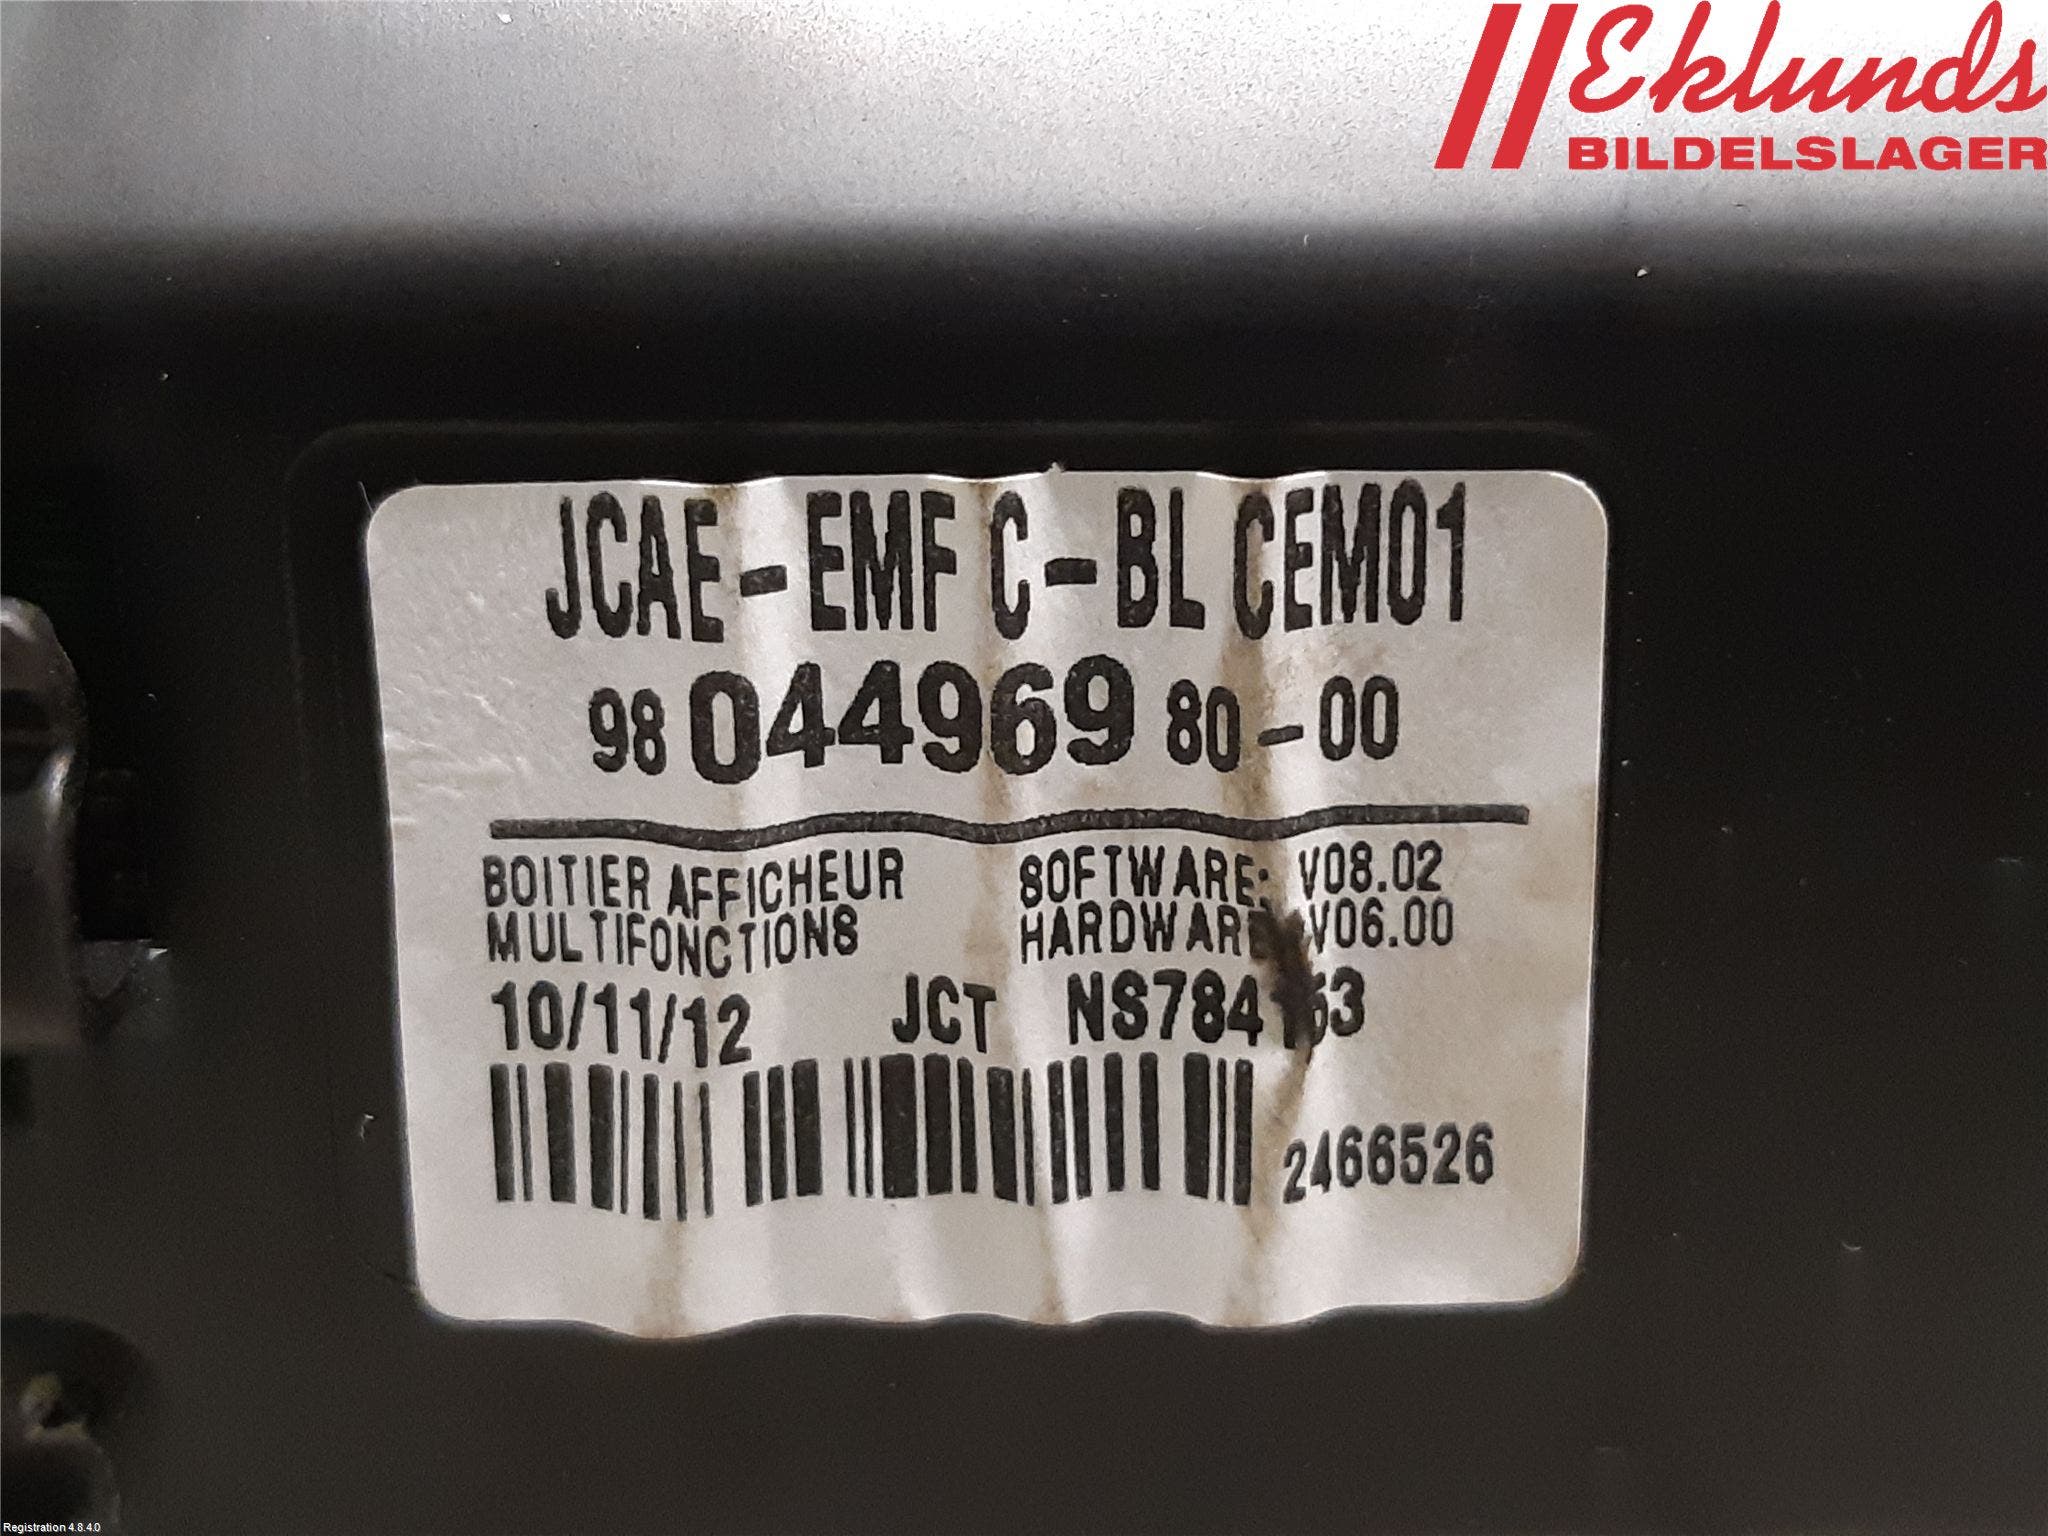 Eklunds
BILDELSLAGER
JCAE-EMF C-BL CEM01
98 044969 80-00
BOITIER AFFICHEUR SOFTWARE: V08.02
MULTIFONCTIONS HARDWARE: V06.00
10/11/12 JCT
2466526
Registration 4.8.4.0